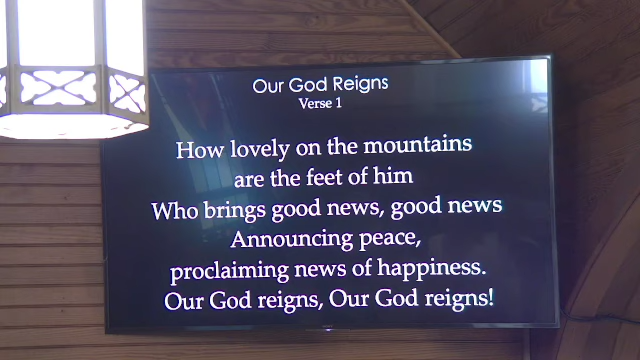 Our God Reigns
Verse 1
How lovely on the mountains
are the feet of him
Who brings good news, good news
Announcing peace,
proclaiming news of happiness.
Our God reigns, Our God reigns!